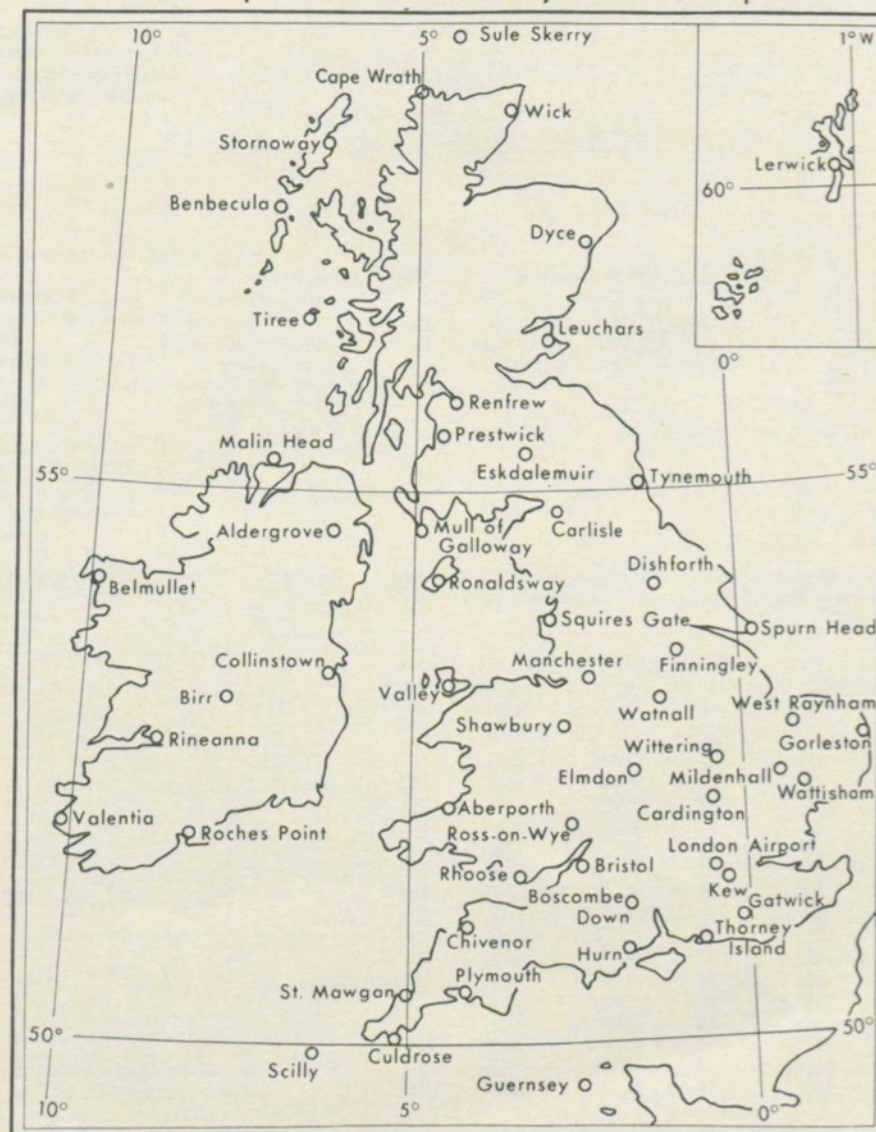 10°
5°
Sule Skerry
1° W
Cape Wrath
Wick
Stornoway
Lerwick
60°
Benbecula
Dyce
Tiree
Leuchars
0°
Renfrew
Malin Head
Prestwick
Eskdalemuir
55°
Tynemouth
55°
Aldergrove
Mull of
Galloway
Carlisle
Belmullet
Ronaldsway
Dishforth
Squires Gate
Spurn Head
Collinstown
Manchester
Finningley
Birr
Valley
Watnall
West Raynham
Rineanna
Shawbury
Wittering
Gorleston
Elmdon
Mildenhall
Wattisham
Valentia
Aberporth
Cardington
Roches Point
Ross-on-Wye
London Airport
Rhoose
Bristol
Kew
Boscombe
Down
Gatwick
Chivenor
Hurn
Thorney
Island
St. Mawgan
Plymouth
50°
50°
Scilly
Culdrose
Guernsey
10°
5°
0°